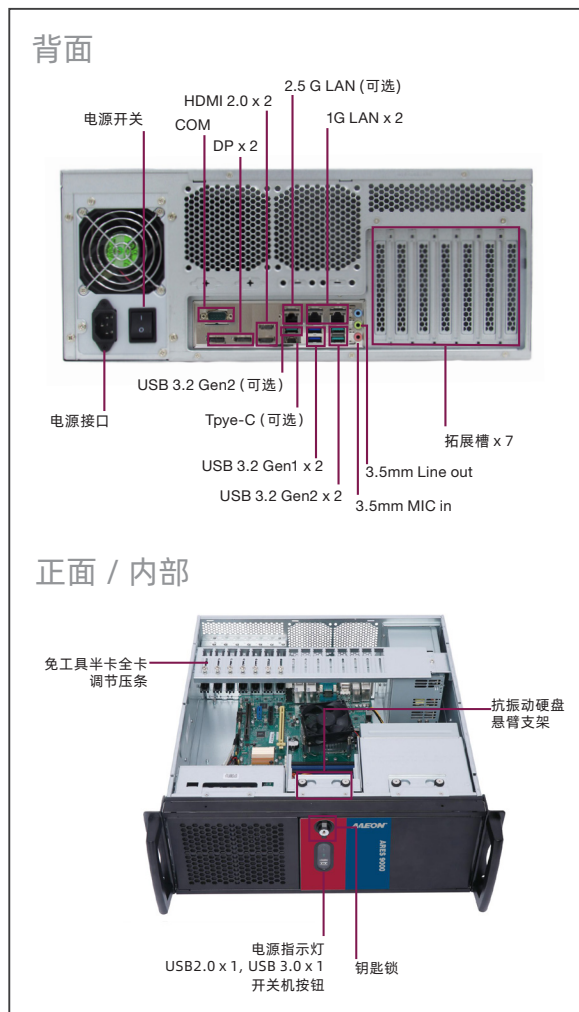 背面
2.5 G LAN (可选)
HDMI 2.0 x 2
电源开关
1G LAN x 2
COM
DP x 2
USB 3.2 Gen2 (可选)
电源接口
Tpye-C (可选)
拓展槽 x 7
USB 3.2 Gen1 x 2
3.5mm Line out
USB 3.2 Gen2 x 2
3.5mm MIC in
正面 / 内部
免工具半卡全卡
调节压条
抗振动硬盘
悬臂支架
AAEON
ARES 9000
电源指示灯
USB2.0 x 1, USB 3.0 x 1
钥匙锁
开关机按钮